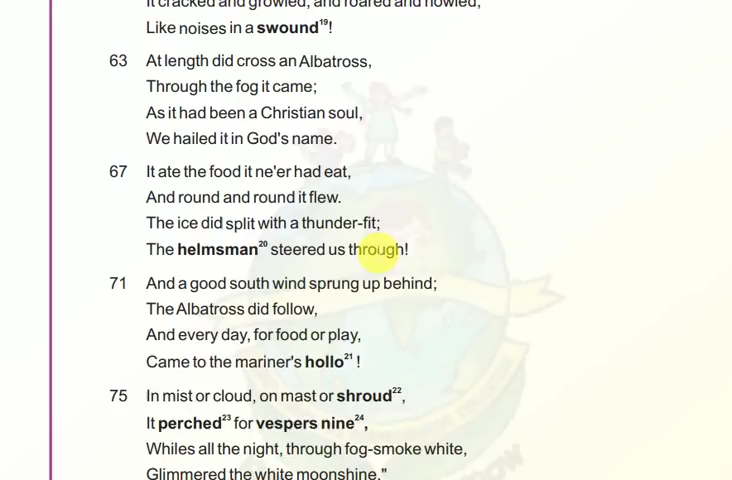 It cracked and growled, and roared and howled,
Like noises in a swound19!
63 At length did cross an Albatross,
Through the fog it came;
As it had been a Christian soul,
We hailed it in God's name.
67 It ate the food it ne'er had eat,
And round and round it flew.
The ice did split with a thunder-fit;
The helmsman20 steered us through!
71 And a good south wind sprung up behind;
The Albatross did follow,
And every day, for food or play,
Came to the mariner's hollo21 !
75 In mist or cloud, on mast or shroud22,
It perched23 for vespers nine24,
Whiles all the night, through fog-smoke white,
Glimmered the white moonshine."